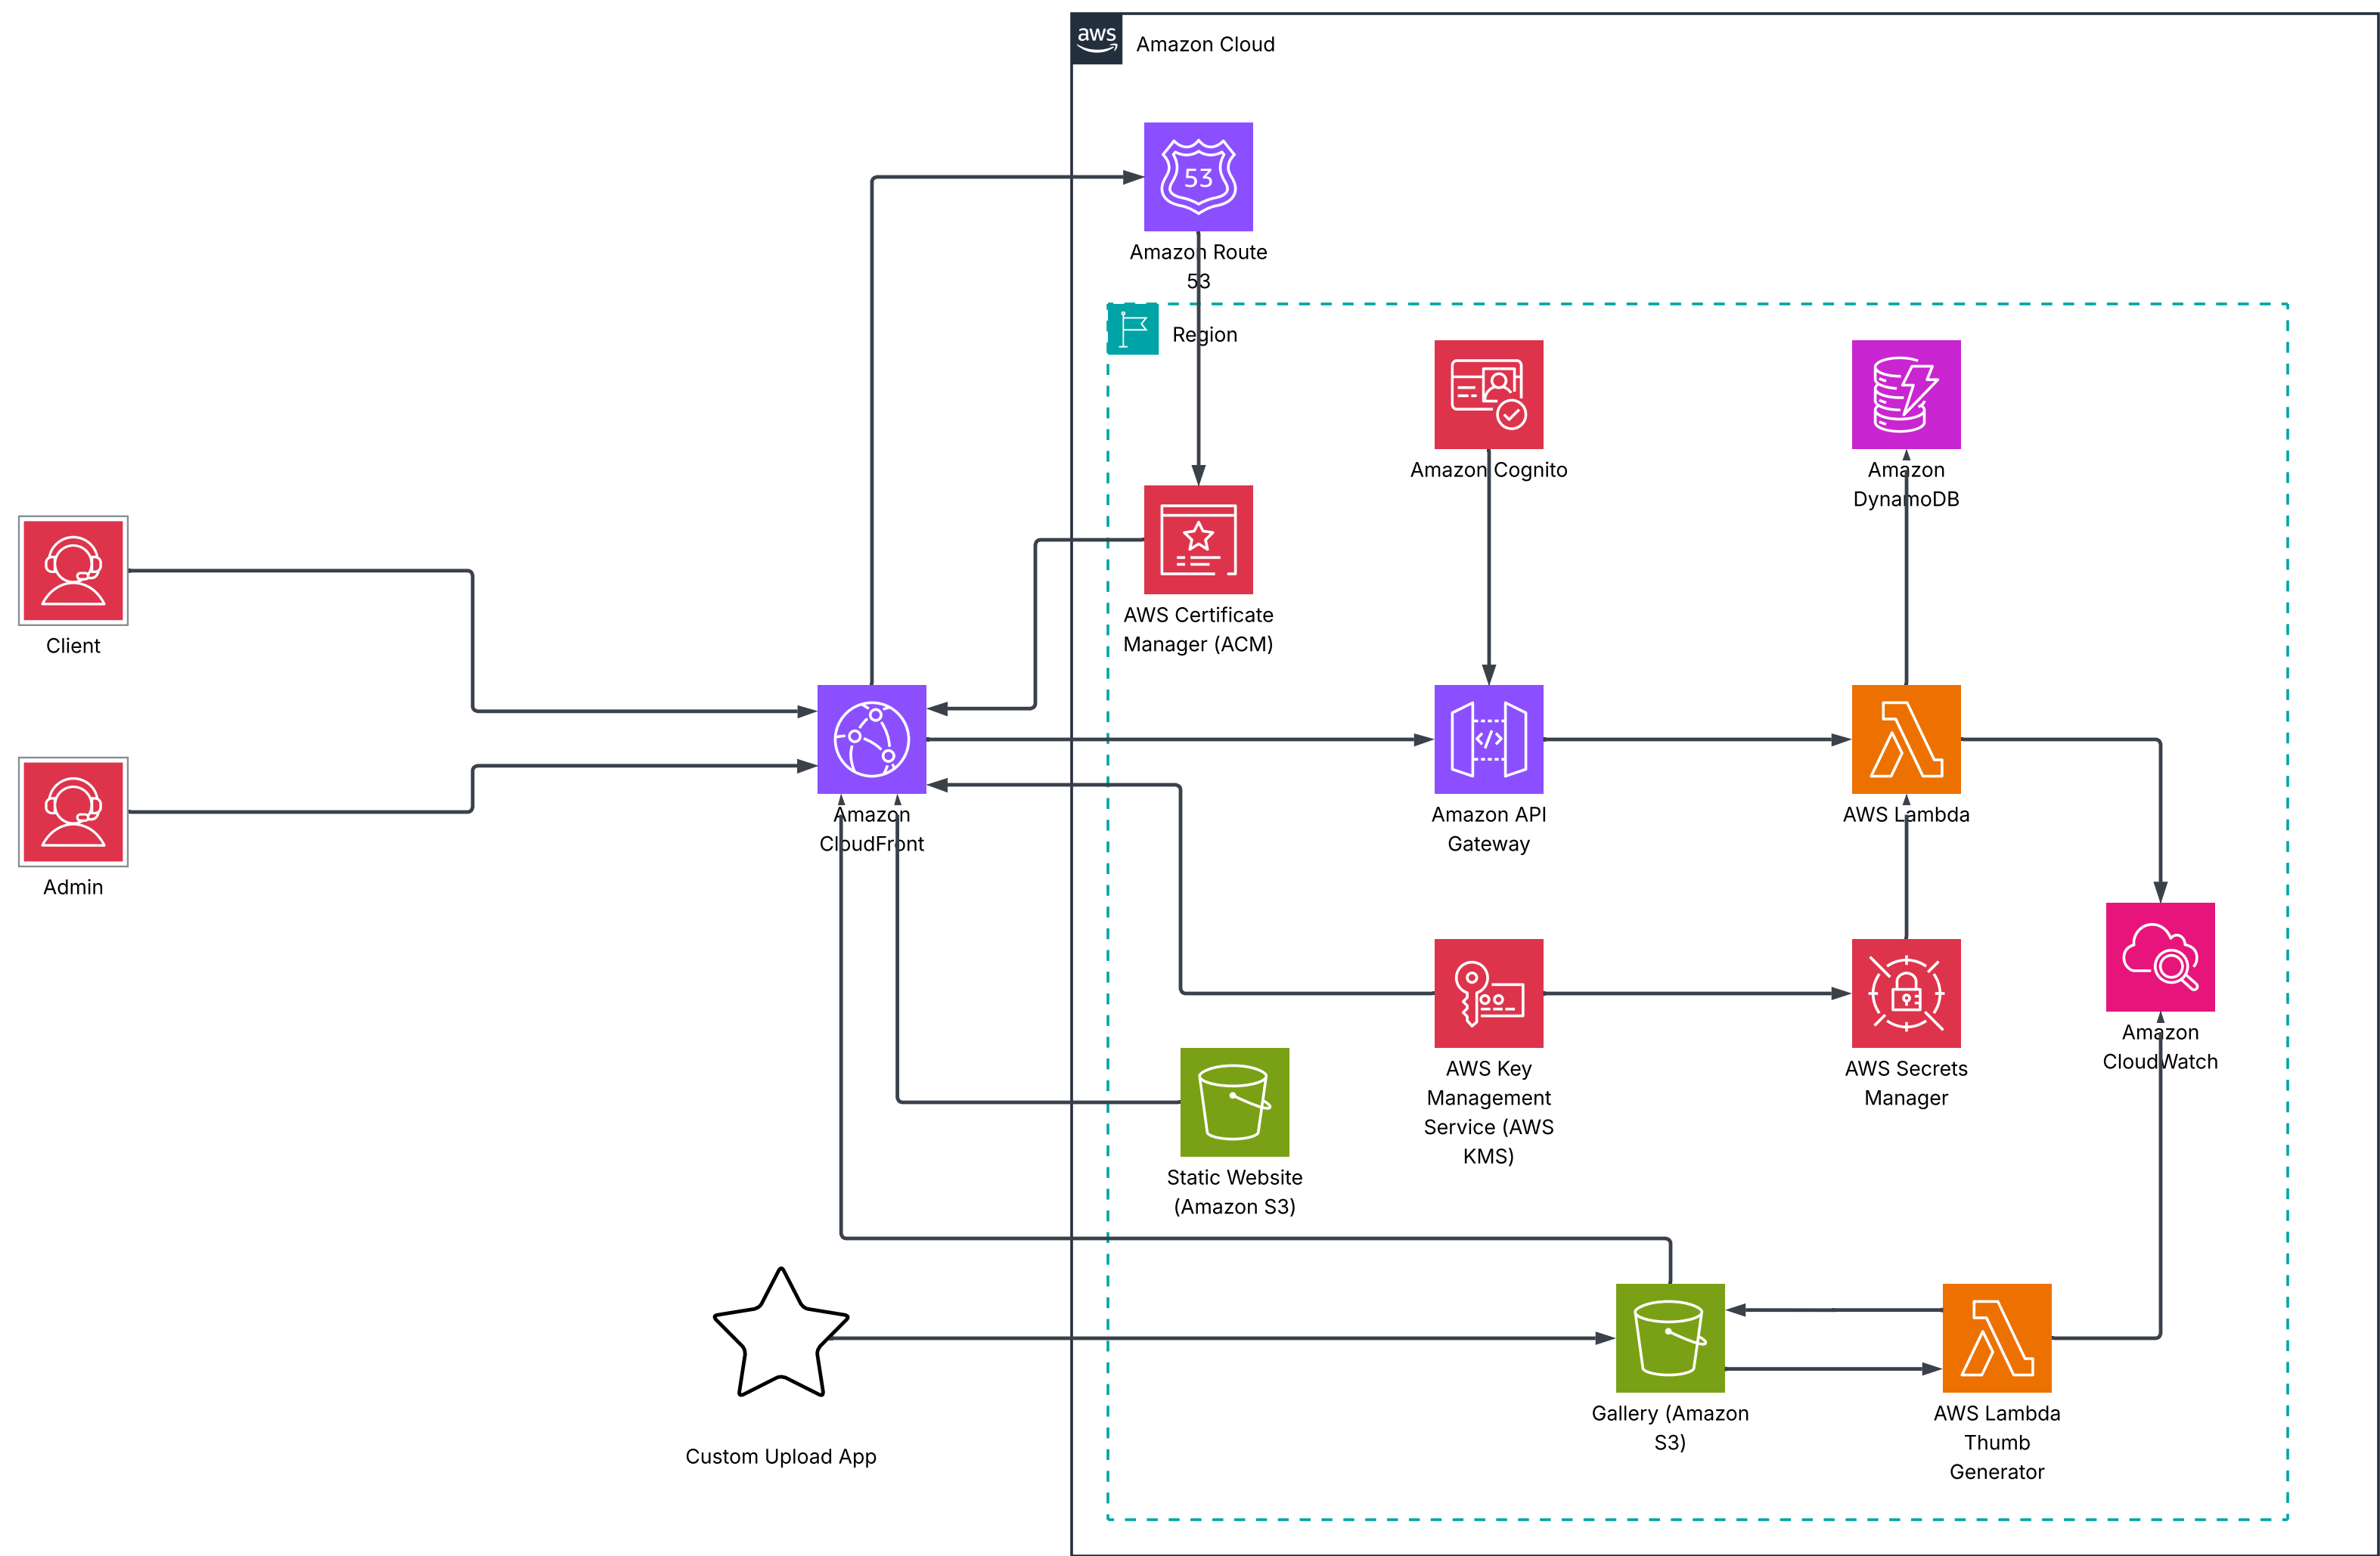 aws
Amazon Cloud
53
Amazon Route
53
Region
Amazon Cognito
Amazon
DynamoDB
AWS Certificate
Manager (ACM)
Client
Admin
Amazon
CloudFront
Amazon API
Gateway
AWS Lambda
AWS Key
Management
Service (AWS
KMS)
AWS Secrets
Manager
Amazon
CloudWatch
Static Website
(Amazon S3)
Custom Upload App
Gallery (Amazon
S3)
AWS Lambda
Thumb
Generator